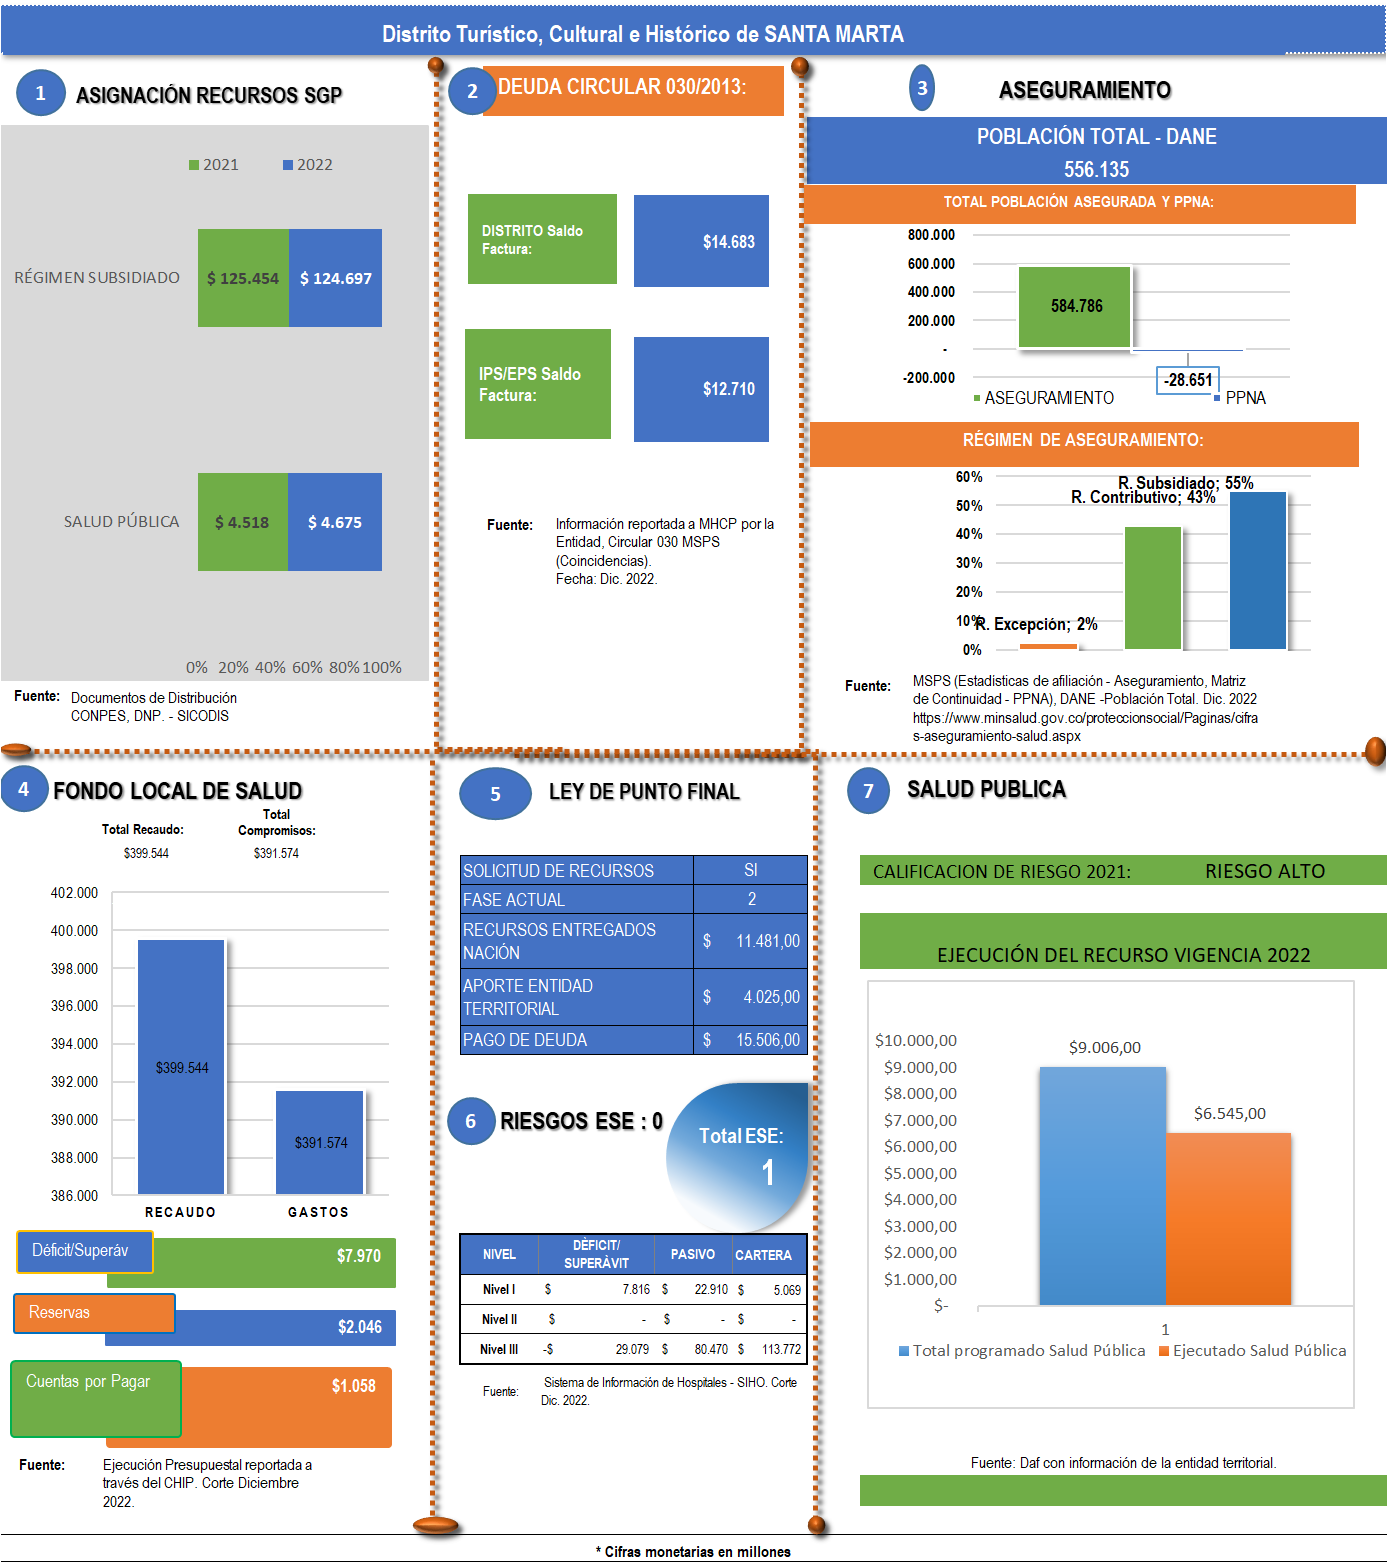 Distrito Turístico, Cultural e Histórico de SANTA MARTA
1
ASIGNACIÓN RECURSOS SGP
2021
2022
RÉGIMEN SUBSIDIADO
$ 125.454
$ 124.697
SALUD PÚBLICA
$ 4.518
$ 4.675
0% 20% 40% 60% 80% 100%
Fuente:
Documentos de Distribución
CONPES, DNP. - SICODIS
2
DEUDA CIRCULAR 030/2013:
DISTRITO Saldo
Factura:
$14.683
IPS/EPS Saldo
Factura:
$12.710
Fuente:
Información reportada a MHCP por la
Entidad, Circular 030 MSPS
(Coincidencias).
Fecha: Dic. 2022.
3
ASEGURAMIENTO
POBLACIÓN TOTAL - DANE
556.135
TOTAL POBLACIÓN ASEGURADA Y PPNA:
800.000
600.000
400.000
200.000
-
-200.000
584.786
-28.651
ASEGURAMIENTO
PPNA
RÉGIMEN DE ASEGURAMIENTO:
60%
50%
40%
30%
20%
10%
0%
R. Subsidiado; 55%
R. Contributivo; 43%
R. Excepción; 2%
Fuente:
MSPS (Estadisticas de afiliación - Aseguramiento, Matriz
de Continuidad - PPNA), DANE -Población Total. Dic. 2022
https://www.minsalud.gov.co/proteccionsocial/Paginas/cifra
s-aseguramiento-salud.aspx
4
FONDO LOCAL DE SALUD
Total Recaudo:
$399.544
Total
Compromisos:
$391.574
402.000
400.000
398.000
396.000
394.000
392.000
390.000
388.000
386.000
$399.544
$391.574
RECAUDO
GASTOS
Déficit/Superáv
$7.970
Reservas
$2.046
Cuentas por Pagar
$1.058
Fuente:
Ejecución Presupuestal reportada a
través del CHIP. Corte Diciembre
2022.
5
LEY DE PUNTO FINAL
SOLICITUD DE RECURSOS SI
FASE ACTUAL 2
RECURSOS ENTREGADOS
NACIÓN
$ 11.481,00
APORTE ENTIDAD
TERRITORIAL
$ 4.025,00
PAGO DE DEUDA $ 15.506,00
6
RIESGOS ESE : 0
Total ESE:
1
NIVEL
DÉFICIT/
SUPERÀVIT
PASIVO
CARTERA
Nivel I $ 7.816 $ 22.910 $ 5.069
Nivel II $ - $ - $ -
Nivel III -$ 29.079 $ 80.470 $ 113.772
Fuente:
Sistema de Información de Hospitales - SIHO. Corte
Dic. 2022.
7
SALUD PUBLICA
CALIFICACION DE RIESGO 2021: RIESGO ALTO
EJECUCIÓN DEL RECURSO VIGENCIA 2022
$10.000,00
$9.000,00
$8.000,00
$7.000,00
$6.000,00
$5.000,00
$4.000,00
$3.000,00
$2.000,00
$1.000,00
$-
$9.006,00
$6.545,00
1
Total programado Salud Pública
Ejecutado Salud Pública
Fuente: Daf con información de la entidad territorial.
* Cifras monetarias en millones